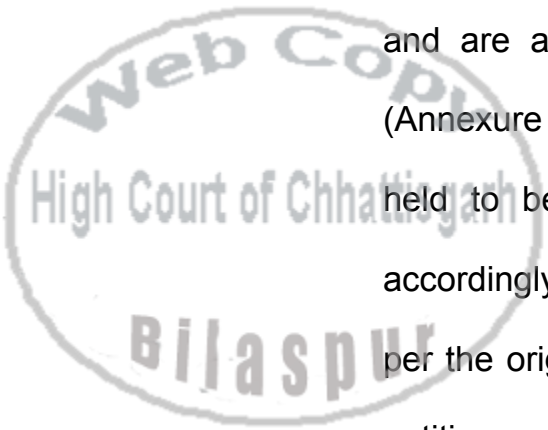 Web Copy
High Court of Chhattisgarh
Bilaspur
and are a
(Annexure
held to be
accordingly
per the orig